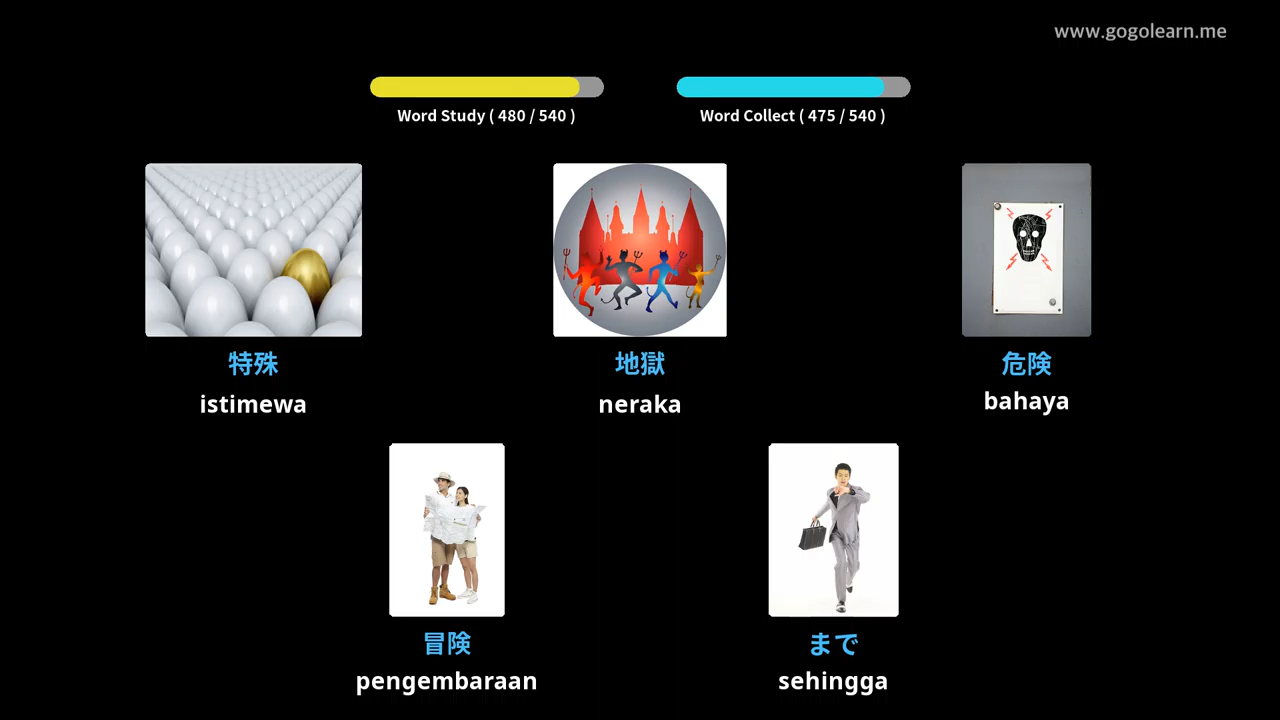 www.gogolearn.me
Word Study ( 480 / 540 )
Word Collect ( 475 / 540 )
特殊
istimewa
地獄
neraka
危険
bahaya
冒険
pengembaraan
まで
sehingga